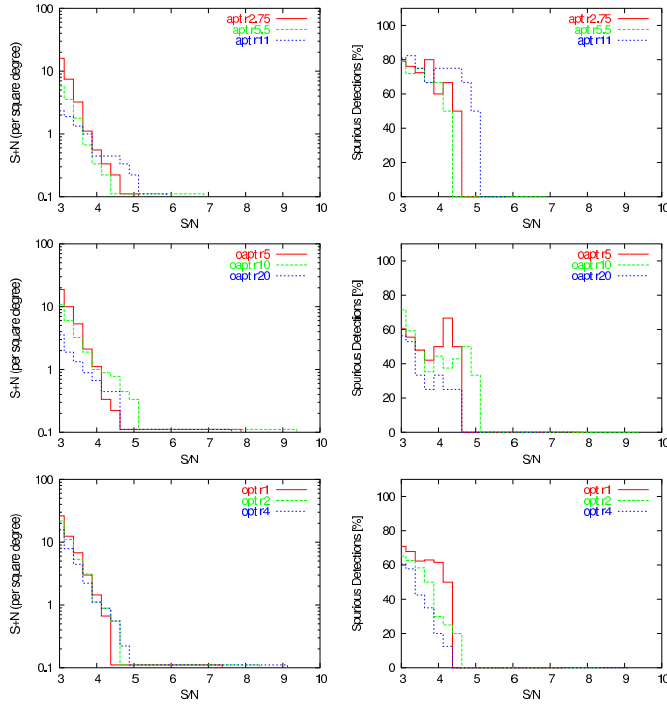 100
10
1
0.1
3 4 5 6 7 8 9 10
S/N
S+N (per square degree)
apt r2.75
apt r5.5
apt r11
100
80
60
40
20
0
3 4 5 6 7 8 9 10
S/N
Spurious Detections [%]
apt r2.75
apt r5.5
apt r11
100
10
1
0.1
3 4 5 6 7 8 9 10
S/N
S+N (per square degree)
oapt r5
oapt r10
oapt r20
100
80
60
40
20
0
3 4 5 6 7 8 9 10
S/N
Spurious Detections [%]
oapt r5
oapt r10
oapt r20
100
10
1
0.1
3 4 5 6 7 8 9 10
S/N
S+N (per square degree)
opt r1
opt r2
opt r4
100
80
60
40
20
0
3 4 5 6 7 8 9 10
S/N
Spurious Detections [%]
opt r1
opt r2
opt r4